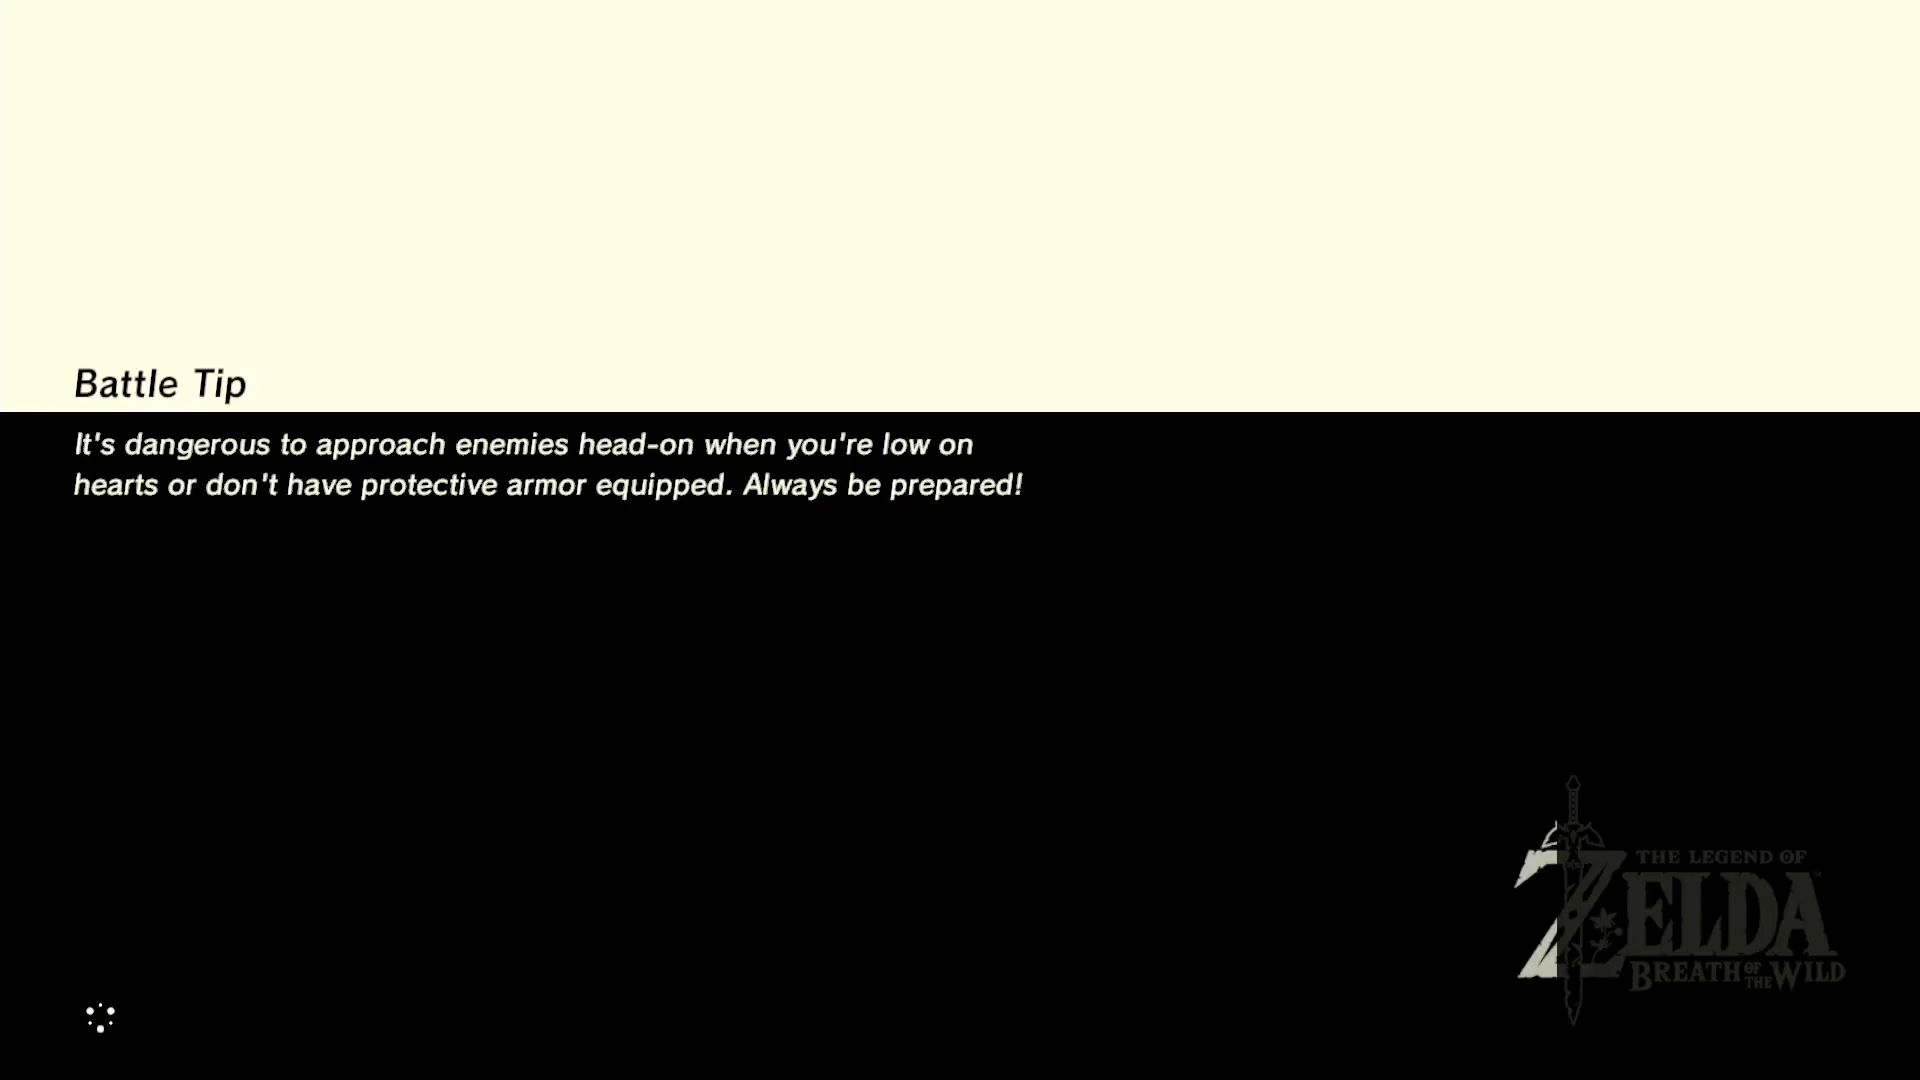 Battle Tip
It's dangerous to approach enemies head-on when you're low on
hearts or don't have protective armor equipped. Always be prepared!
THE LEGEND OF
ZELDA
BREATH OF THE WILD